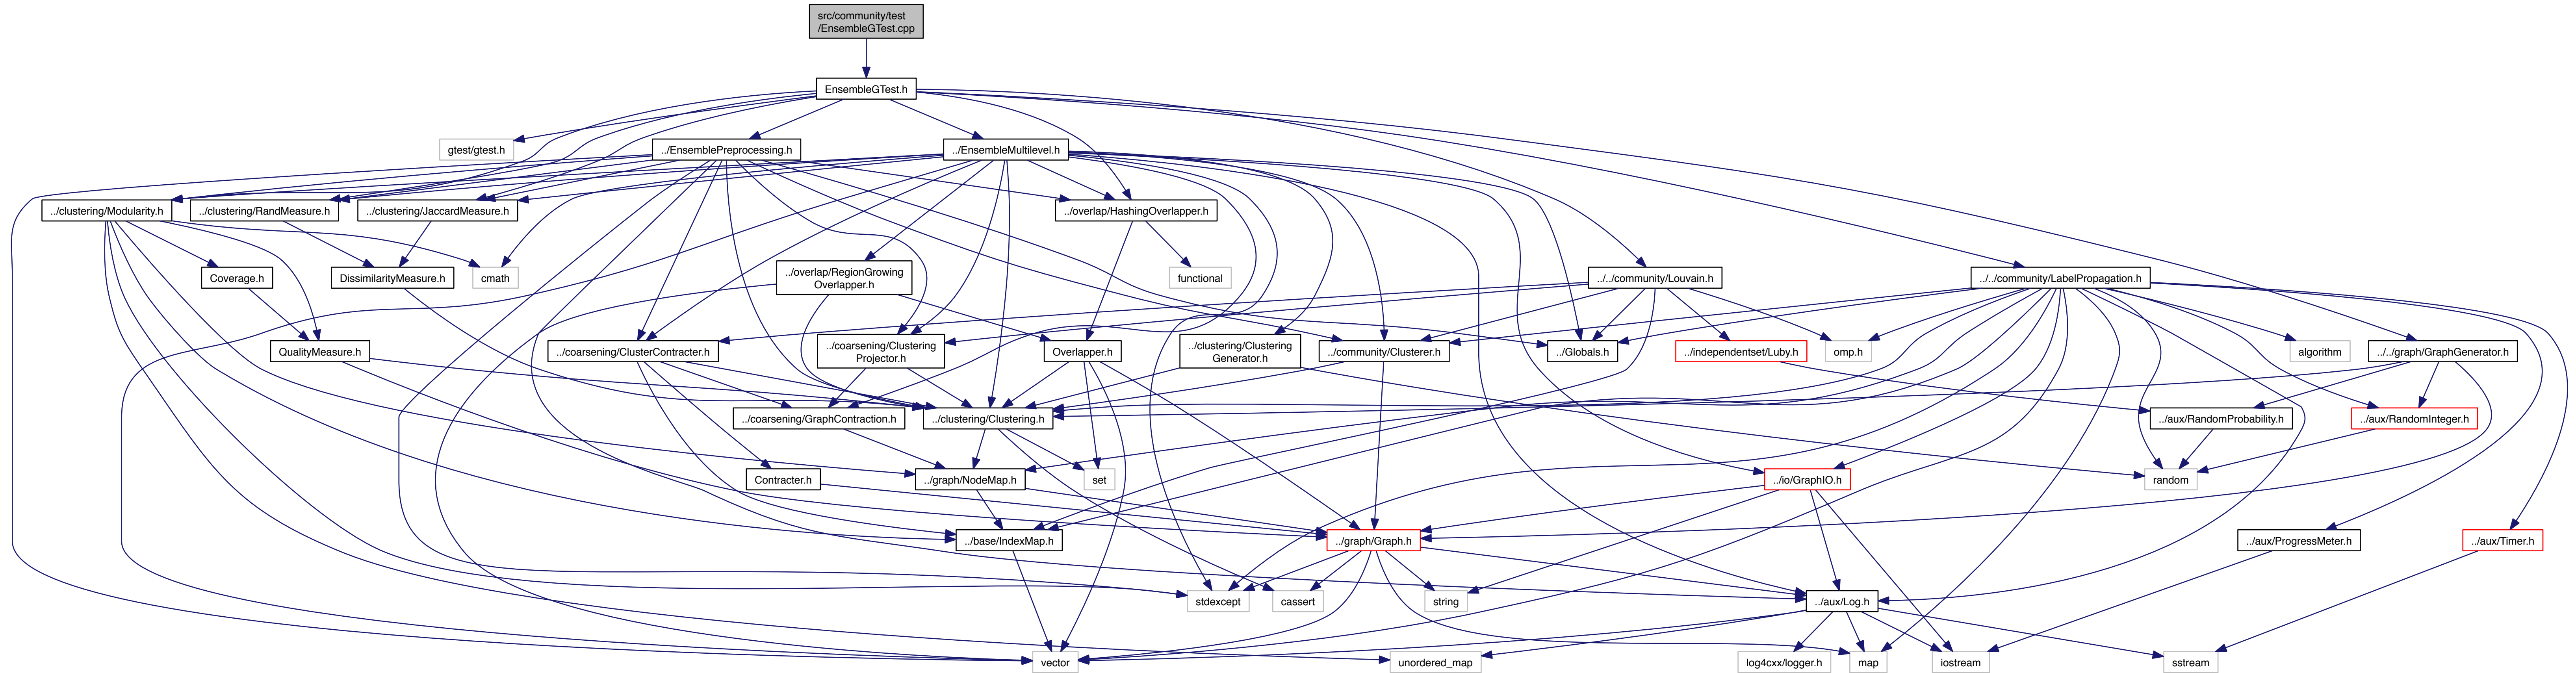 src/community/test
/EnsembleGTest.cpp
EnsembleGTest.h
gtest/gtest.h
../EnsemblePreprocessing.h
../EnsembleMultilevel.h
../clustering/Modularity.h
../clustering/RandMeasure.h
../clustering/JaccardMeasure.h
../overlap/HashingOverlapper.h
Coverage.h
DissimilarityMeasure.h
cmath
../overlap/RegionGrowing
Overlapper.h
functional
../../community/Louvain.h
../../community/LabelPropagation.h
QualityMeasure.h
../coarsening/ClusterContracter.h
../coarsening/Clustering
Projector.h
Overlapper.h
../clustering/Clustering
Generator.h
../community/Clusterer.h
../Globals.h
../independentset/Luby.h
omp.h
algorithm
../../graph/GraphGenerator.h
../coarsening/GraphContraction.h
../clustering/Clustering.h
../aux/RandomProbability.h
../aux/RandomInteger.h
Contracter.h
../graph/NodeMap.h
set
../io/GraphIO.h
random
../base/IndexMap.h
../graph/Graph.h
../aux/ProgressMeter.h
../aux/Timer.h
stdexcept
cassert
string
../aux/Log.h
vector
unordered_map
log4cxx/logger.h
map
iostream
sstream